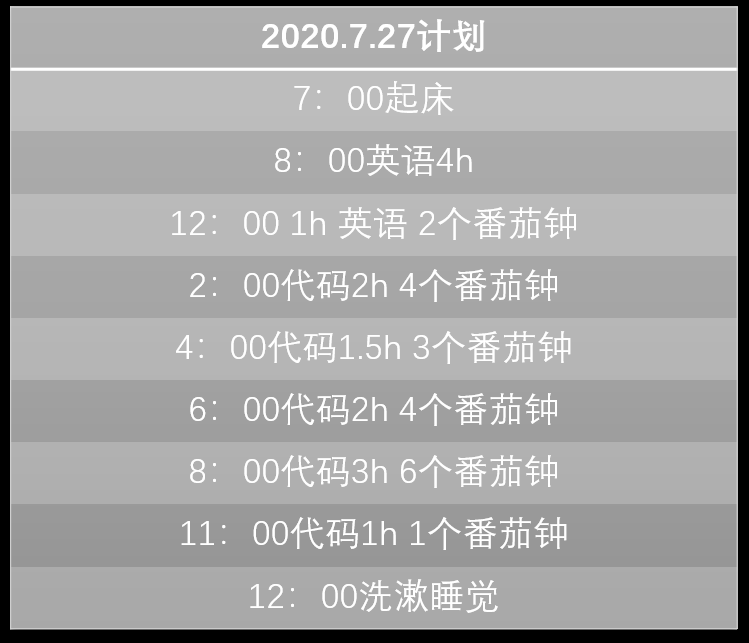 2020.7.27计划
7：00起床
8：00英语4h
12：00 1h 英语 2个番茄钟
2：00代码2h 4个番茄钟
4：00代码1.5h 3个番茄钟
6：00代码2h 4个番茄钟
8：00代码3h 6个番茄钟
11：00代码1h 1个番茄钟
12：00洗漱睡觉